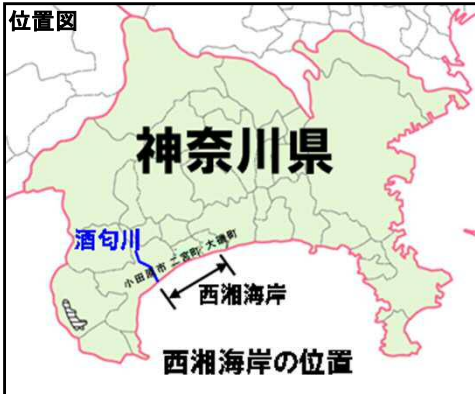 位置図
神奈川県
酒匂川
小田原市 二宮町 大磯町
西湘海岸
西湘海岸の位置